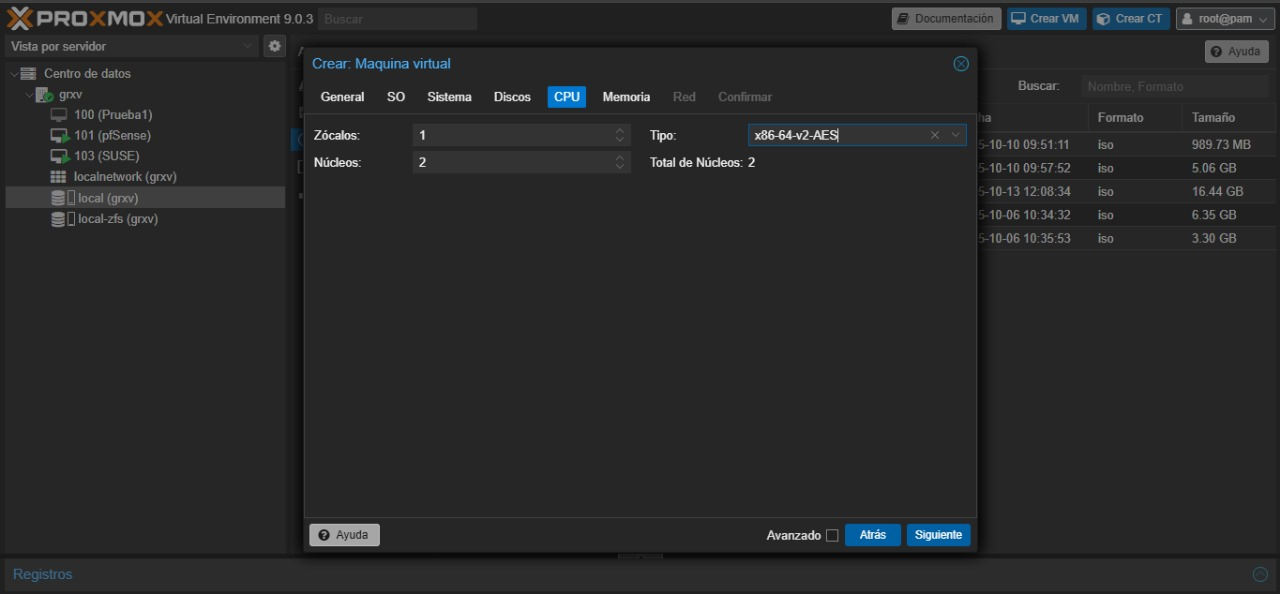 PROXMOX Virtual Environment 9.0.3 Buscar Documentación Crear VM Crear CT root@pam
Vista por servidor
Ayuda
Centro de datos
grxv
100 (Prueba1)
101 (pfSense)
103 (SUSE)
localnetwork (grxv)
local (grxv)
local-zfs (grxv)
Crear: Maquina virtual
General SO Sistema Discos CPU Memoria Red Confirmar
Zócalos: 1 Tipo: x86-64-v2-AES
Núcleos: 2 Total de Núcleos: 2
Ayuda Avanzado Atrás Siguiente
Buscar: Nombre, Formato
ha Formato Tamaño
5-10-10 09:51:11 iso 989.73 MB
5-10-10 09:57:52 iso 5.06 GB
5-10-13 12:08:34 iso 16.44 GB
5-10-06 10:34:32 iso 6.35 GB
5-10-06 10:35:53 iso 3.30 GB
Registros